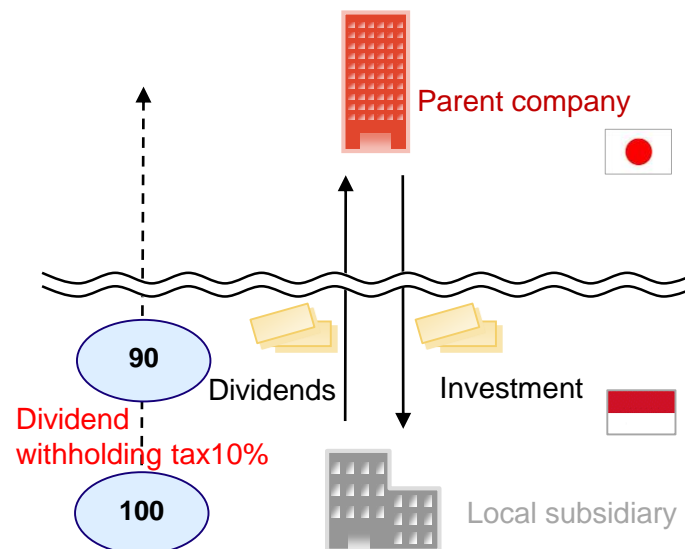 Parent company
90
Dividends
Investment
Dividend
withholding tax10%
100
Local subsidiary